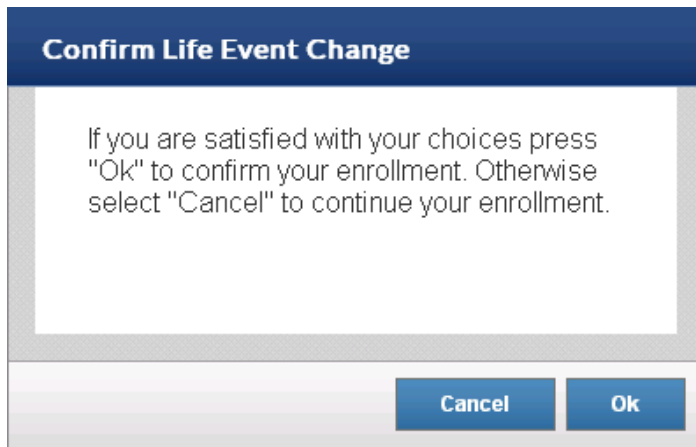 Confirm Life Event Change
If you are satisfied with your choices press
"Ok" to confirm your enrollment. Otherwise
select "Cancel" to continue your enrollment.
Cancel
Ok